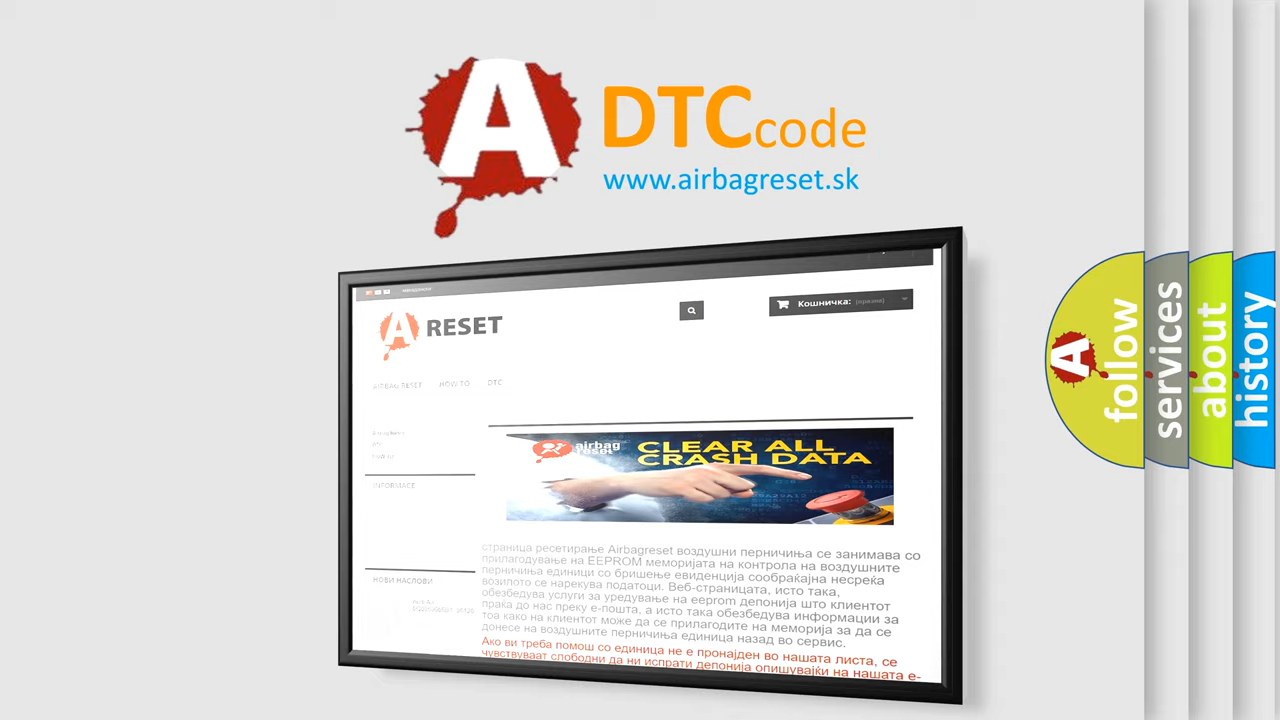 A DTC code
www.airbagreset.sk
Кошничка: (празна)
A RESET
AIRBAG RESET HOW TO DTC
airbag
reset
CLEAR ALL
CRASH DATA
INFORMACE
НОВИ НАСЛОВИ
страница ресетирање Airbagreset воздушни перничиња се занимава со
прилагодување на EEPROM меморијата на контрола на воздушните
перничиња единици со бришење евиденција сообраќајна несреќа
возилото се нарекува податоци. Веб-страницата, исто така,
обезбедува услуги за уредување на eeprom депонија што клиентот
праќа до нас преку е-пошта, а исто така обезбедува информации за
тоа како на клиентот може да се прилагодите на меморија за да се
донесе на воздушните перничиња единица назад во сервис.
Ако ви треба помош со единица не е пронајден во нашата листа, се
чувствуваат слободни да ни испрати депонија опишувајќи на нашата е-
A follow
services
about
history